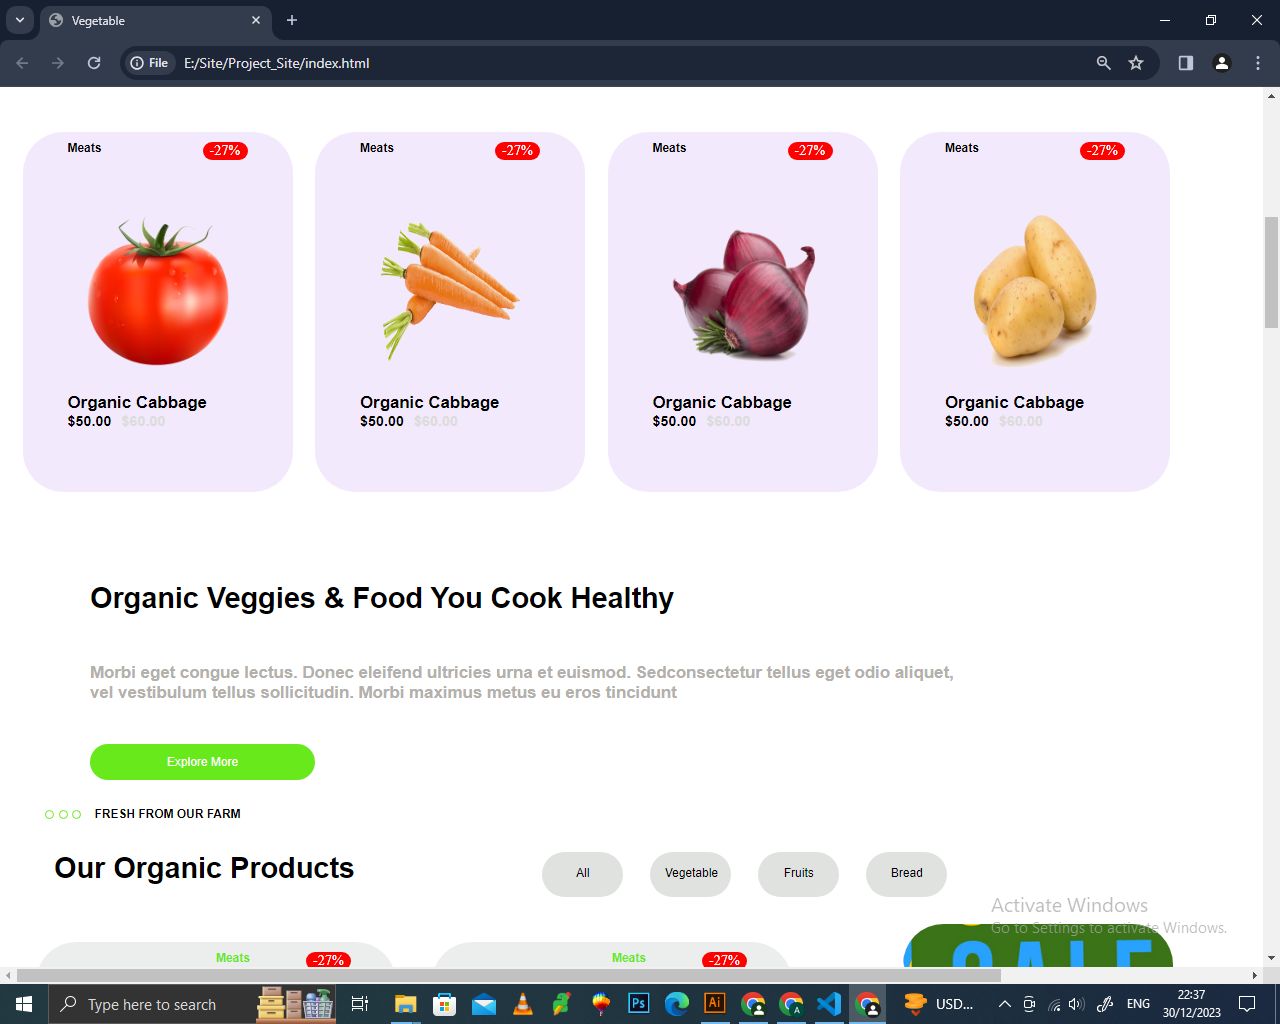 Vegetable
File
E:/Site/Project_Site/index.html
Meats -27%
Meats -27%
Meats -27%
Meats -27%
Organic Cabbage
$50.00 $60.00
Organic Cabbage
$50.00 $60.00
Organic Cabbage
$50.00 $60.00
Organic Cabbage
$50.00 $60.00
Organic Veggies & Food You Cook Healthy
Morbi eget congue lectus. Donec eleifend ultricies urna et euismod. Sedconsectetur tellus eget odio aliquet,
vel vestibulum tellus sollicitudin. Morbi maximus metus eu eros tincidunt
Explore More
FRESH FROM OUR FARM
Our Organic Products
All
Vegetable
Fruits
Bread
Activate Windows
Go to Settings to activate Windows.
Meats -27%
Meats -27%
SALE
Type here to search
Ps
Ai
A
USD...
ENG
22:37
30/12/2023